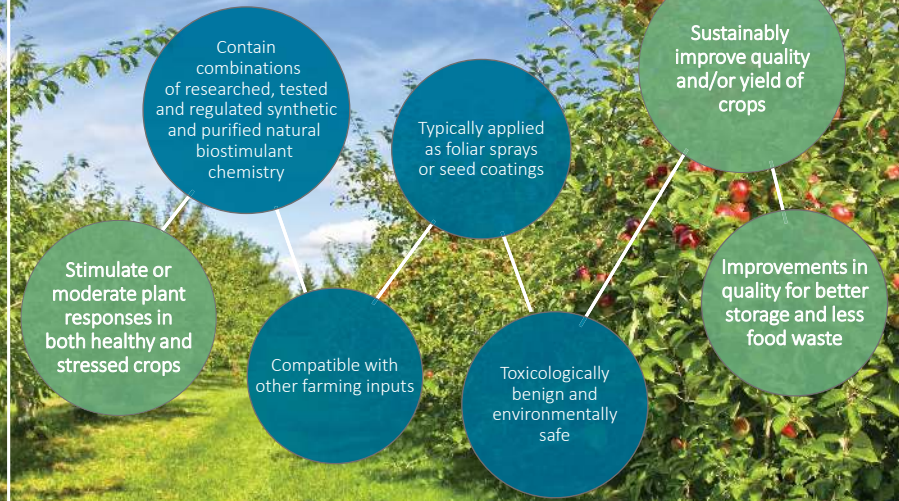 Stimulate or
moderate plant
responses in
both healthy and
stressed crops
Contain
combinations
of researched, tested
and regulated synthetic
and purified natural
biostimulant
chemistry
Compatible with
other farming inputs
Typically applied
as foliar sprays
or seed coatings
Toxicologically
benign and
environmentally
safe
Sustainably
improve quality
and/or yield of
crops
Improvements in
quality for better
storage and less
food waste